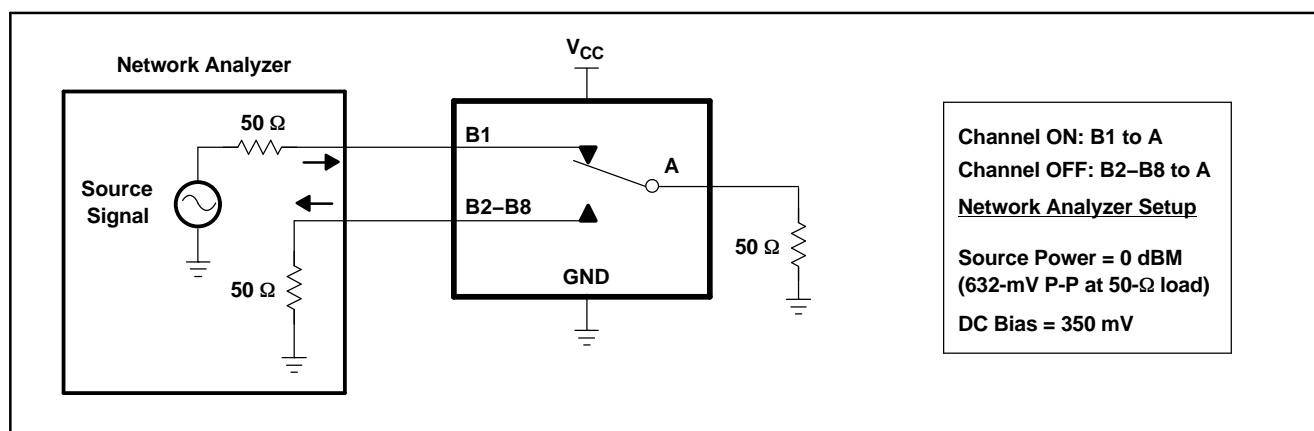 V_CC
Network Analyzer
50 Ω
B1
A
Source
Signal
B2–B8
50 Ω
GND
50 Ω
Channel ON: B1 to A
Channel OFF: B2–B8 to A
Network Analyzer Setup
Source Power = 0 dBM
(632-mV P-P at 50-Ω load)
DC Bias = 350 mV